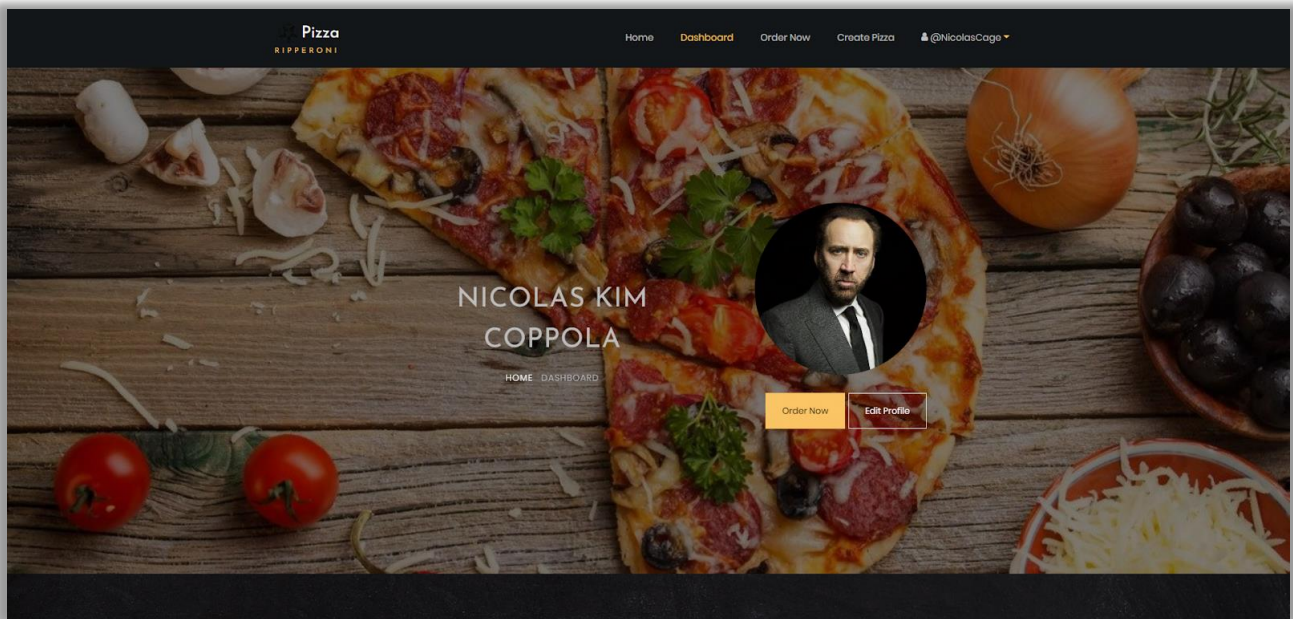 Pizza
RIPPERONI
Home Dashboard Order Now Create Pizza @NicolasCage
NICOLAS KIM
COPPOLA
HOME DASHBOARD
Order Now Edit Profile